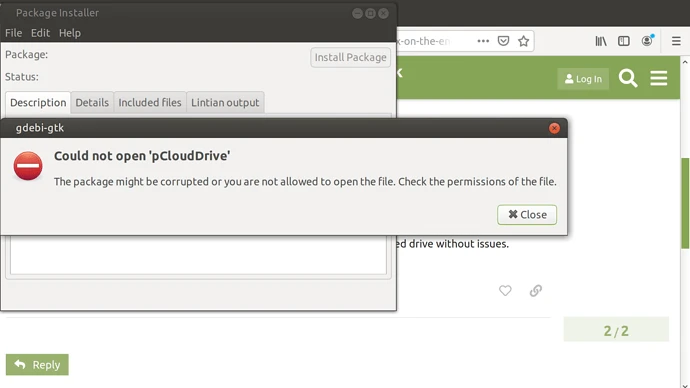 Package Installer
File Edit Help
Package:
Install Package
Status:
Description Details Included files Lintian output
Log In
gdebi-gtk
Could not open 'pCloudDrive'
The package might be corrupted or you are not allowed to open the file. Check the permissions of the file.
Close
drive without issues.
2 / 2
Reply